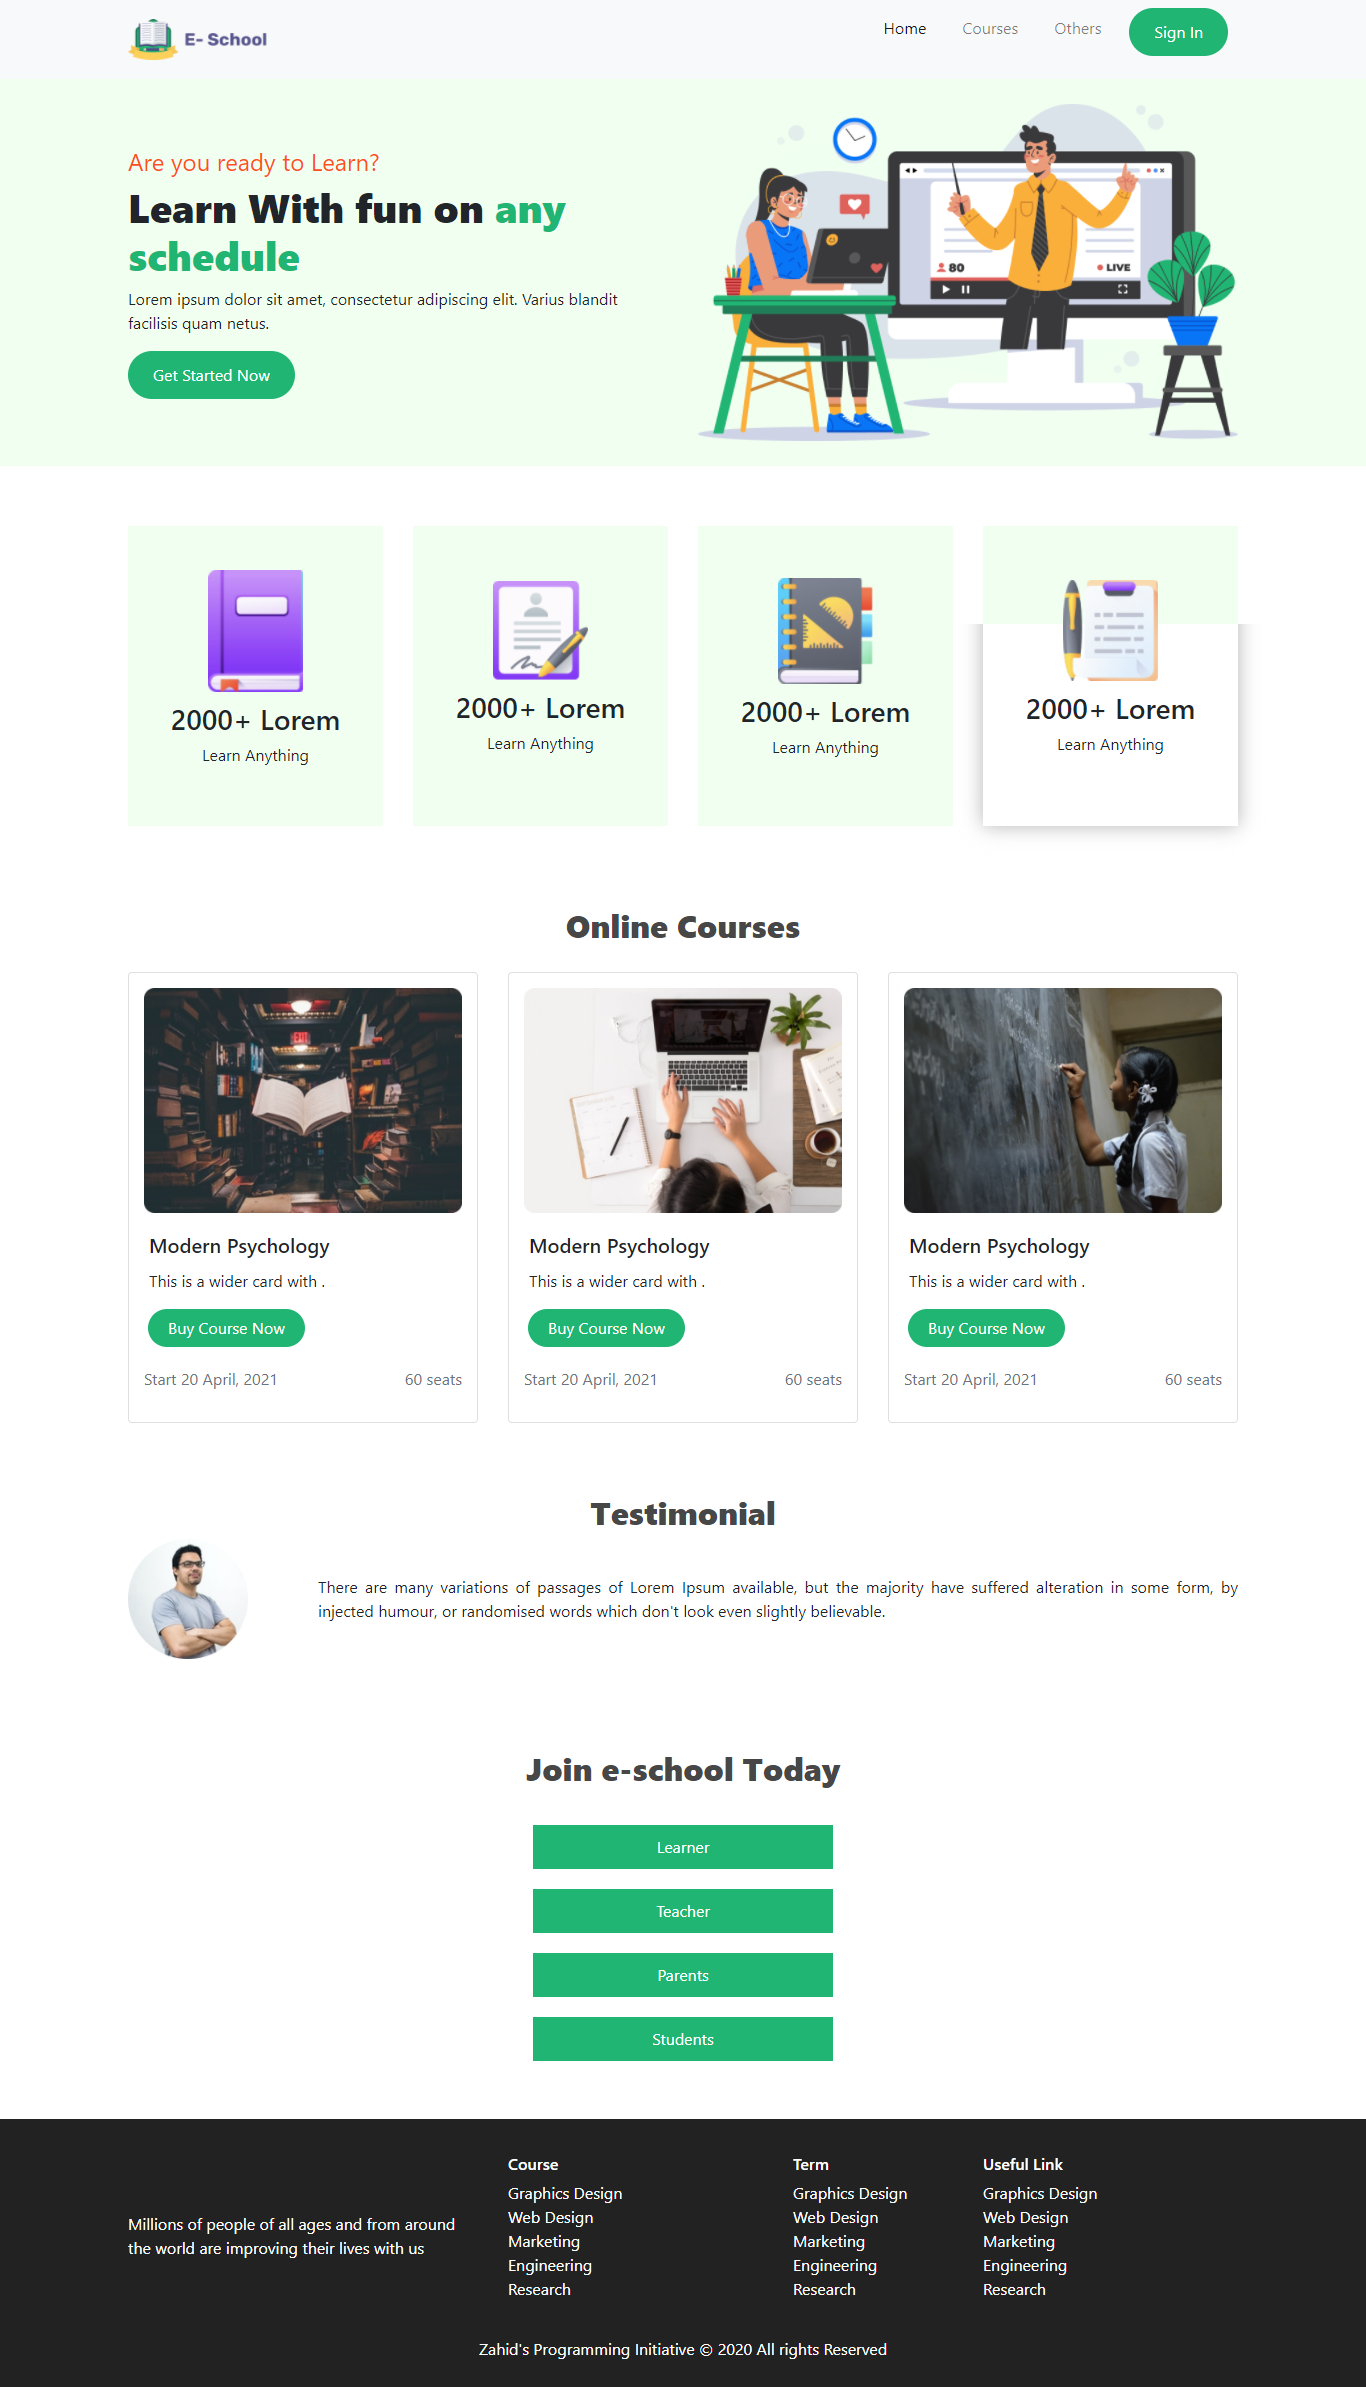 E- School
Home
Courses
Others
Sign In
Are you ready to Learn?
Learn With fun on any
schedule
Lorem ipsum dolor sit amet, consectetur adipiscing elit. Varius blandit
facilisis quam netus.
Get Started Now
80
LIVE
2000+ Lorem
Learn Anything
2000+ Lorem
Learn Anything
2000+ Lorem
Learn Anything
2000+ Lorem
Learn Anything
Online Courses
EXIT
Modern Psychology
This is a wider card with .
Buy Course Now
Start 20 April, 2021
60 seats
Modern Psychology
This is a wider card with .
Buy Course Now
Start 20 April, 2021
60 seats
Modern Psychology
This is a wider card with .
Buy Course Now
Start 20 April, 2021
60 seats
Testimonial
There are many variations of passages of Lorem Ipsum available, but the majority have suffered alteration in some form, by
injected humour, or randomised words which don't look even slightly believable.
Join e-school Today
Learner
Teacher
Parents
Students
Millions of people of all ages and from around
the world are improving their lives with us
Course
Graphics Design
Web Design
Marketing
Engineering
Research
Term
Graphics Design
Web Design
Marketing
Engineering
Research
Useful Link
Graphics Design
Web Design
Marketing
Engineering
Research
Zahid's Programming Initiative © 2020 All rights Reserved